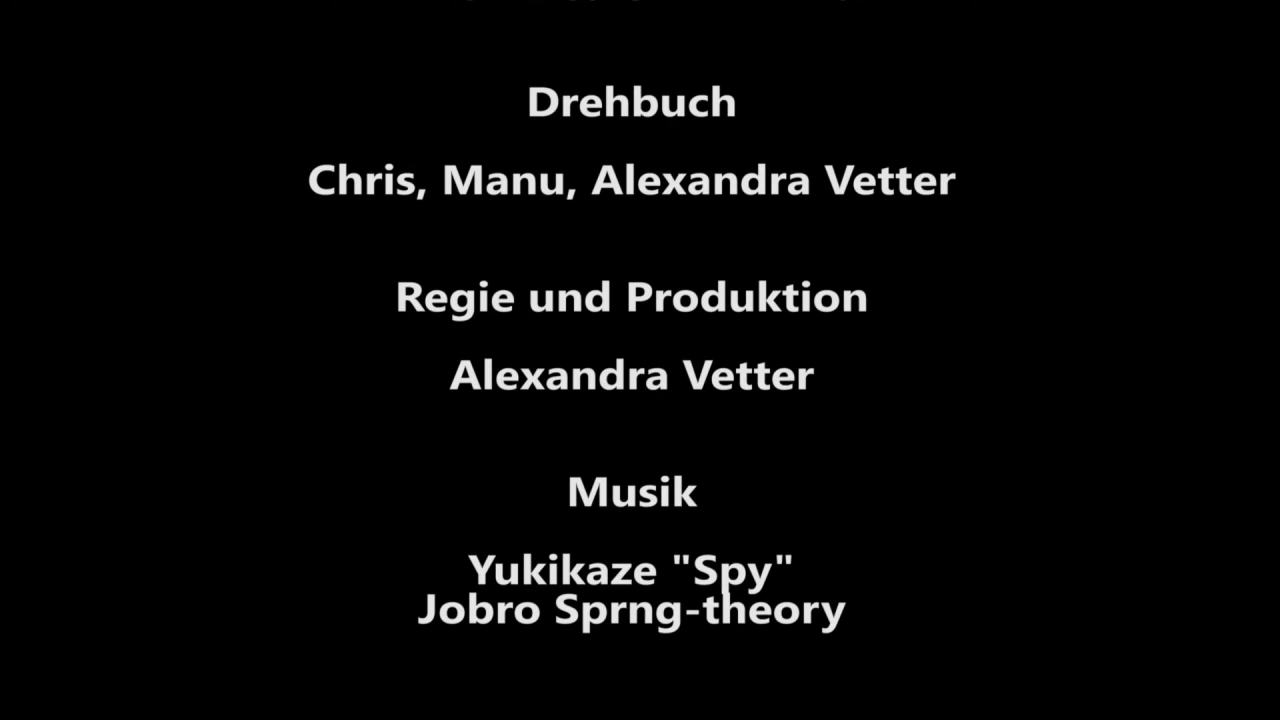 Drehbuch
Chris, Manu, Alexandra Vetter
Regie und Produktion
Alexandra Vetter
Musik
Yukikaze "Spy"
Jobro Sprng-theory